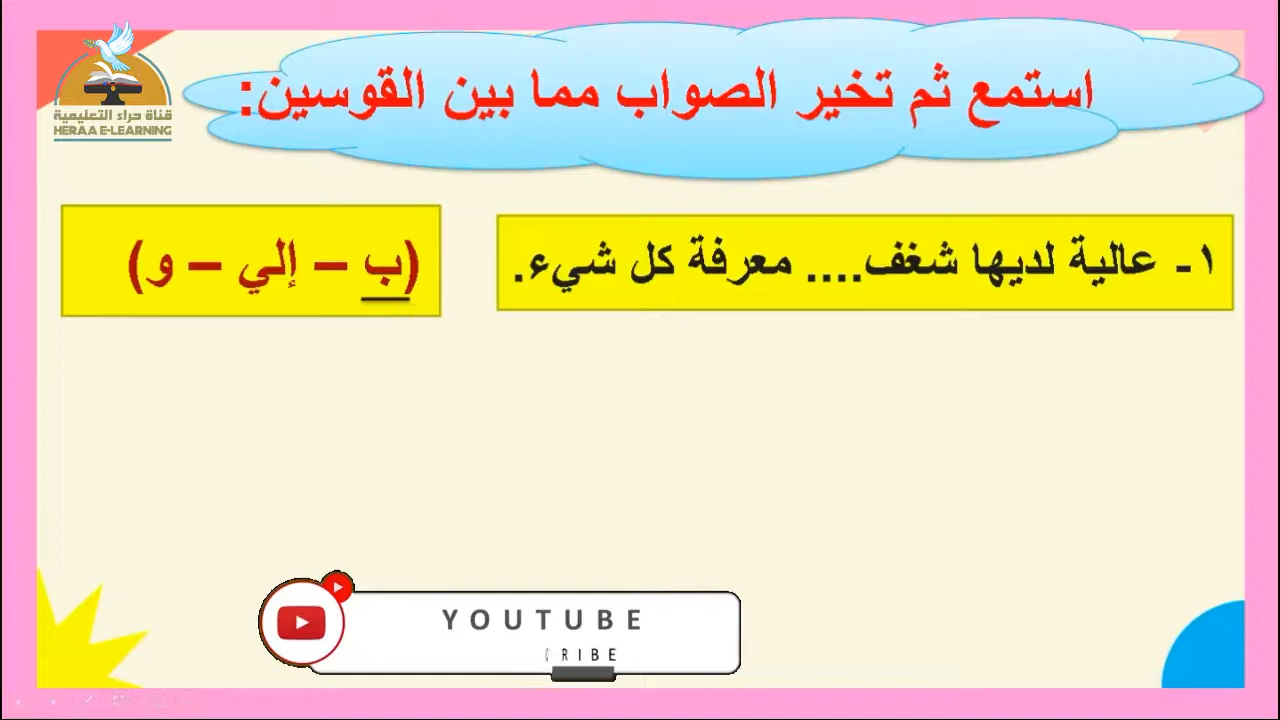 استمع ثم تخير الصواب مما بين القوسين:
قناة حراء التعليمية
HERAA E-LEARNING
١- عالية لديها شغف.... معرفة كل شيء.
(ب – إلي – و)
YOUTUBE
RIBE